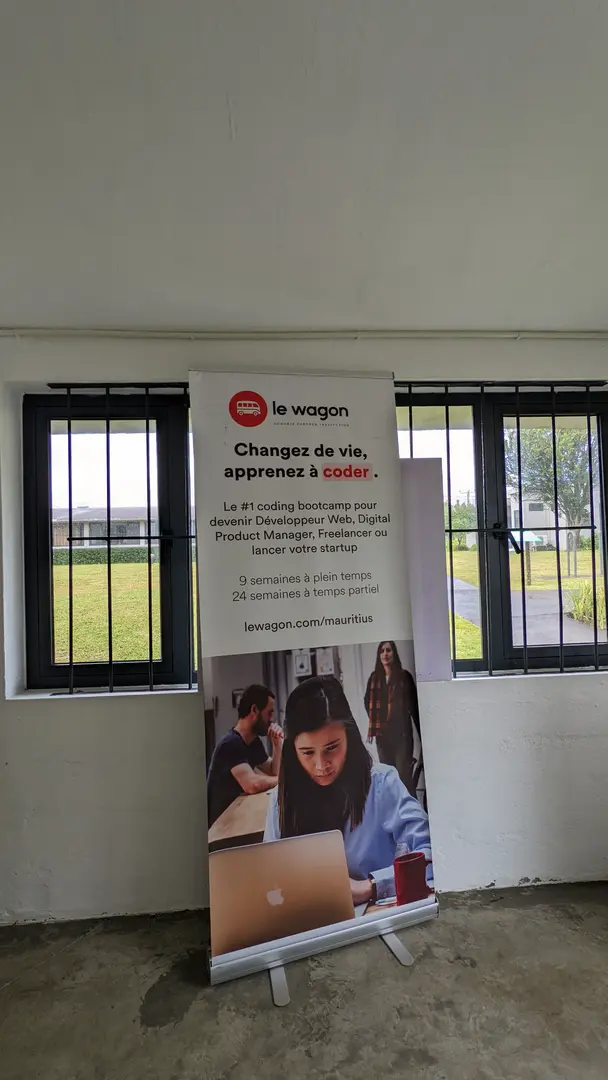 le wagon
Changez de vie,
apprenez à coder .
Le #1 coding bootcamp pour
devenir Développeur Web, Digital
Product Manager, Freelancer ou
lancer votre startup
9 semaines à plein temps
24 semaines à temps partiel
lewagon.com/mauritius